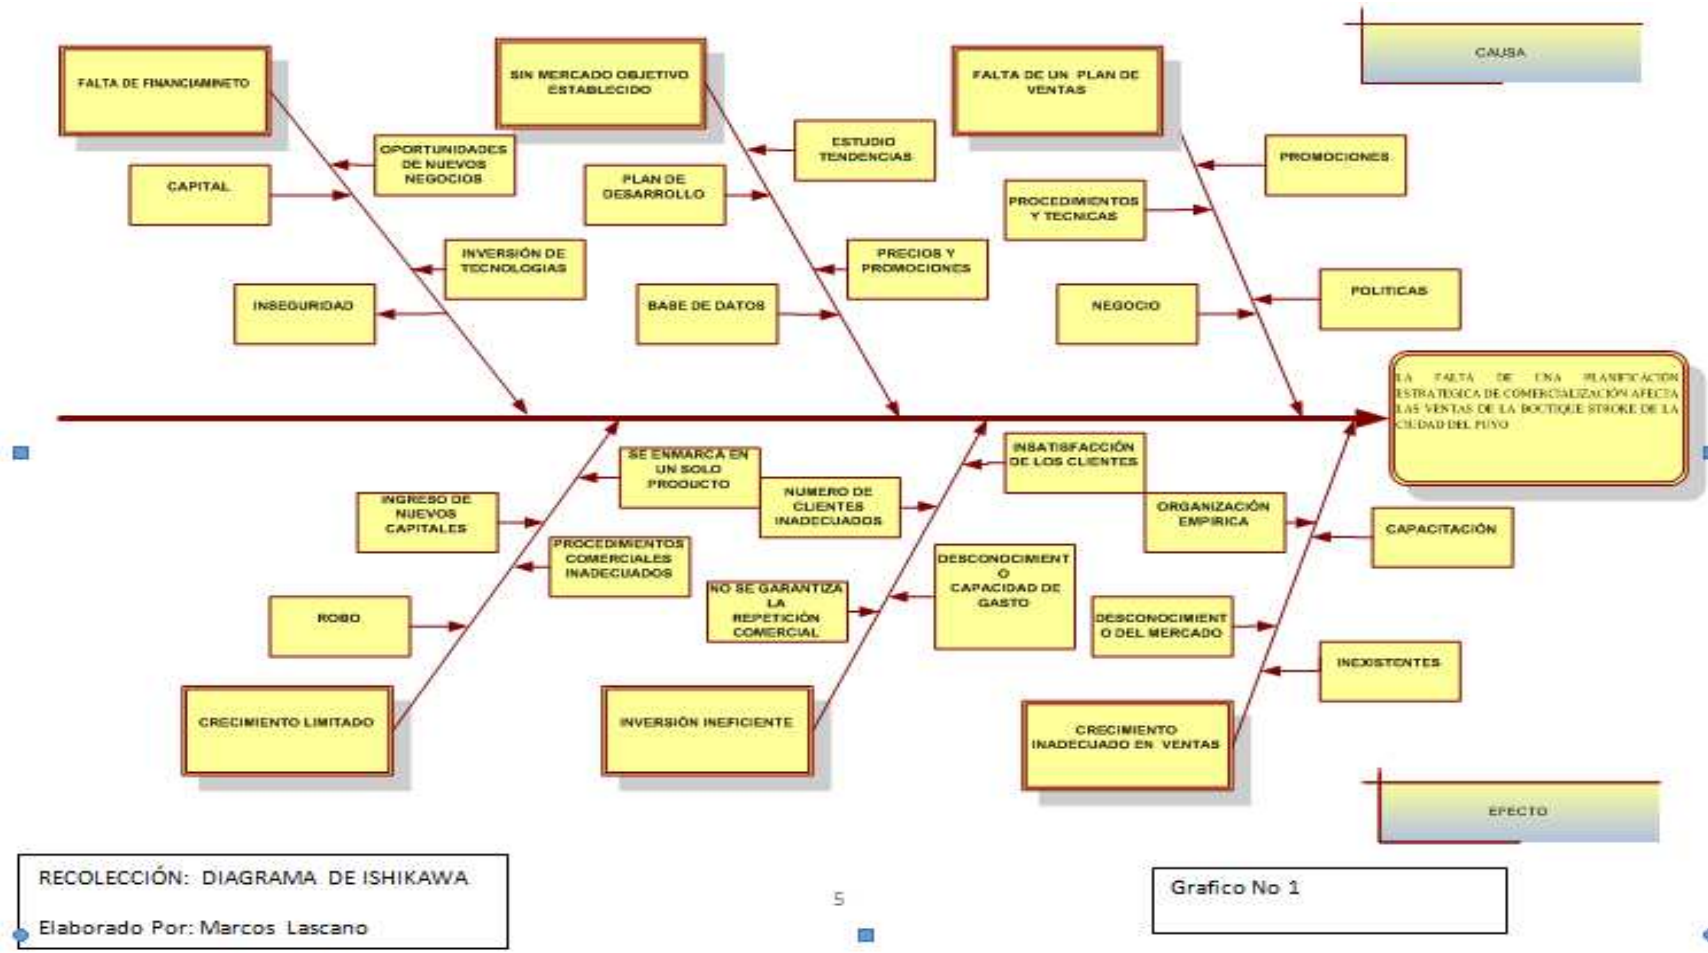 CAUSA
FALTA DE FINANCIAMINETO
SIN MERCADO OBJETIVO
ESTABLECIDO
FALTA DE UN PLAN DE
VENTAS
OPORTUNIDADES
DE NUEVOS
NEGOCIOS
CAPITAL
INVERSIÓN DE
TECNOLOGIAS
INSEGURIDAD
ESTUDIO
TENDENCIAS
PLAN DE
DESARROLLO
PRECIOS Y
PROMOCIONES
BASE DE DATOS
PROMOCIONES
PROCEDIMIENTOS
Y TECNICAS
POLITICAS
NEGOCIO
LA FALTA DE UNA PLANIFICACIÓN
ESTRATEGICA DE COMERCIALIZACIÓN AFECTA
LAS VENTAS DE LA BOCTIQUE STROKE DE LA
CIUDAD DEL PUYO
SE ENMARCA EN
UN SOLO
PRODUCTO
INGRESO DE
NUEVOS
CAPITALES
PROCEDIMIENTOS
COMERCIALES
INADECUADOS
ROBO
CRECIMIENTO LIMITADO
INSATISFACCIÓN
DE LOS CLIENTES
NUMERO DE
CLIENTES
INADECUADOS
DESCONOCIMIENT
O
CAPACIDAD DE
GASTO
NO SE GARANTIZA
LA
REPETICIÓN
COMERCIAL
INVERSIÓN INEFICIENTE
ORGANIZACIÓN
EMPIRICA
CAPACITACIÓN
DESCONOCIMIENT
O DEL MERCADO
INEXISTENTES
CRECIMIENTO
INADECUADO EN VENTAS
EFECTO
RECOLECCIÓN: DIAGRAMA DE ISHIKAWA
Elaborado Por: Marcos Lascano
5
Grafico No 1